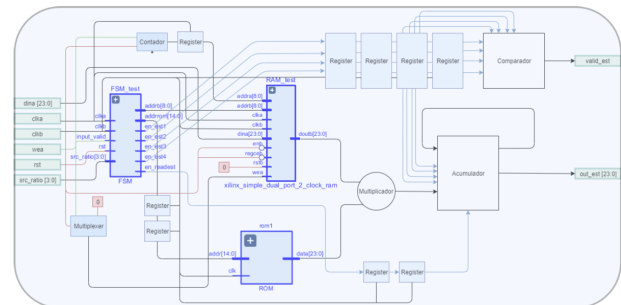 Contador
Register
Register
Register
Register
Register
Comparador
valid_est
dina [23:0]
clka
clkb
input_valid
wea
rst
src_ratio [3:0]
FSM_test
clka
clkb
rst
src_ratio[3:0]
addrb[8:0]
addrrom[14:0]
en_est1
en_est2
en_est3
en_est4
en_readest
FSM
RAM_test
addra[8:0]
addrb[8:0]
clka
clkb
dina[23:0]
enb
regceb
rstb
wea
doutb[23:0]
xilinx_simple_dual_port_2_clock_ram
0
Multiplicador
Acumulador
out_est [23:0]
0
Multiplexer
Register
Register
rom1
addr[14:0]
clk
data[23:0]
ROM
Register
Register